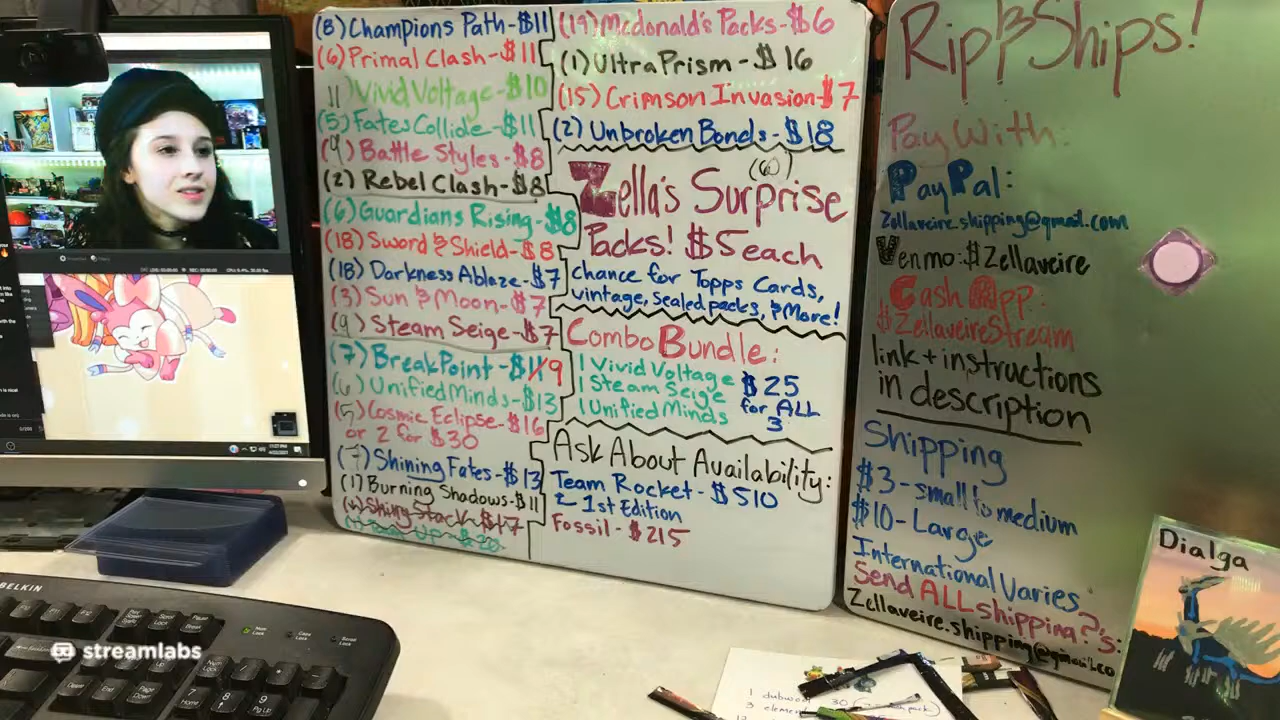 (8) Champions Path-$11
(6) Primal Clash-$11
11) Vivid Voltage-$10
(5) Fates Collide-$11
(9) Battle Styles-$8
(2) Rebel Clash-$8
(6) Guardians Rising-$8
(18) Sword & Shield-$8
(18) Darkness Ablaze-$7
(3) Sun & Moon-$7
(9) Steam Seige-$7
(7) BreakPoint-$11/9
(6) Unified Minds-$13
(5) Cosmic Eclipse-$16
or 2 for $30
(7) Shining Fates-$13
(1) Burning Shadows-$11
(19) Mcdonald's Packs-$6
(1) Ultra Prism - $16
(15) Crimson Invasion-$7
(2) Unbroken Bonds-$18
(60)
Zella's Surprise
Packs! $5 each
chance for Topps Cards,
vintage, Sealed packs, & More!
Combo Bundle:
1 Vivid Voltage
1 Steam Seige
1 Unified Minds
$25
for ALL
3
Ask About Availability:
Team Rocket - $510
1st Edition
Fossil - $215
Rip & Ships!
Pay With:
PayPal:
Zellaveire.shipping@gmail.com
Venmo:$Zellaveire
Cash App:
$ZellaveireStream
link + instructions
in description
Shipping
$3-small to medium
$10-Large
International Varies
Send ALL shipping ?'s:
Zellaveire.shipping@gmail.co
Dialga
BELKIN
streamlabs